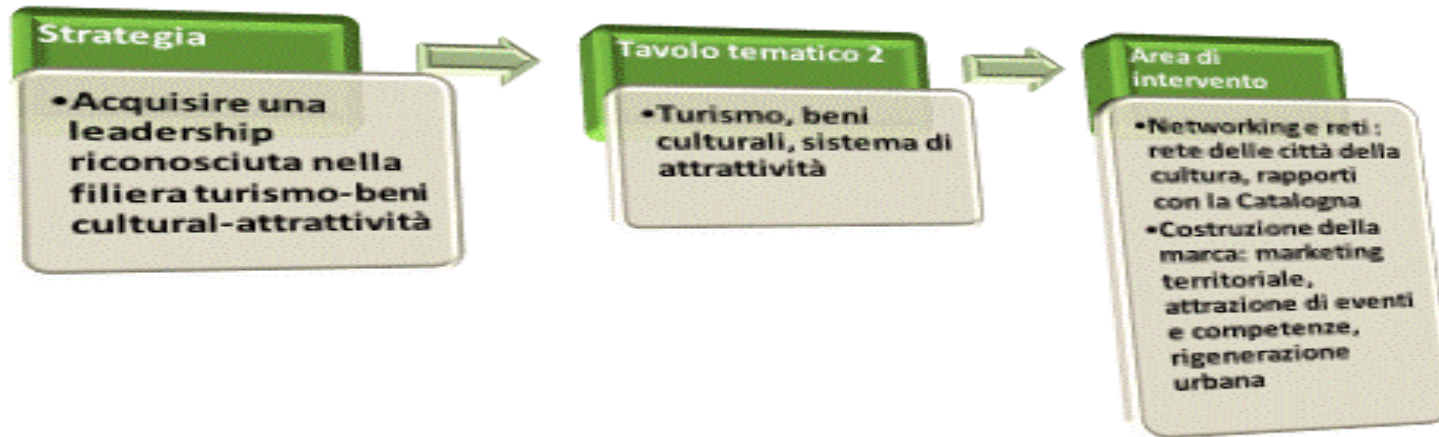 Strategia
•Acquisire una
leadership
riconosciuta nella
filiera turismo-beni
cultural-attrattività
Tavolo tematico 2
•Turismo, beni
culturali, sistema di
attrattività
Area di
intervento
•Networking e reti :
rete delle città della
cultura, rapporti
con la Catalogna
•Costruzione della
marca: marketing
territoriale,
attrazione di eventi
e competenze,
rigenerazione
urbana